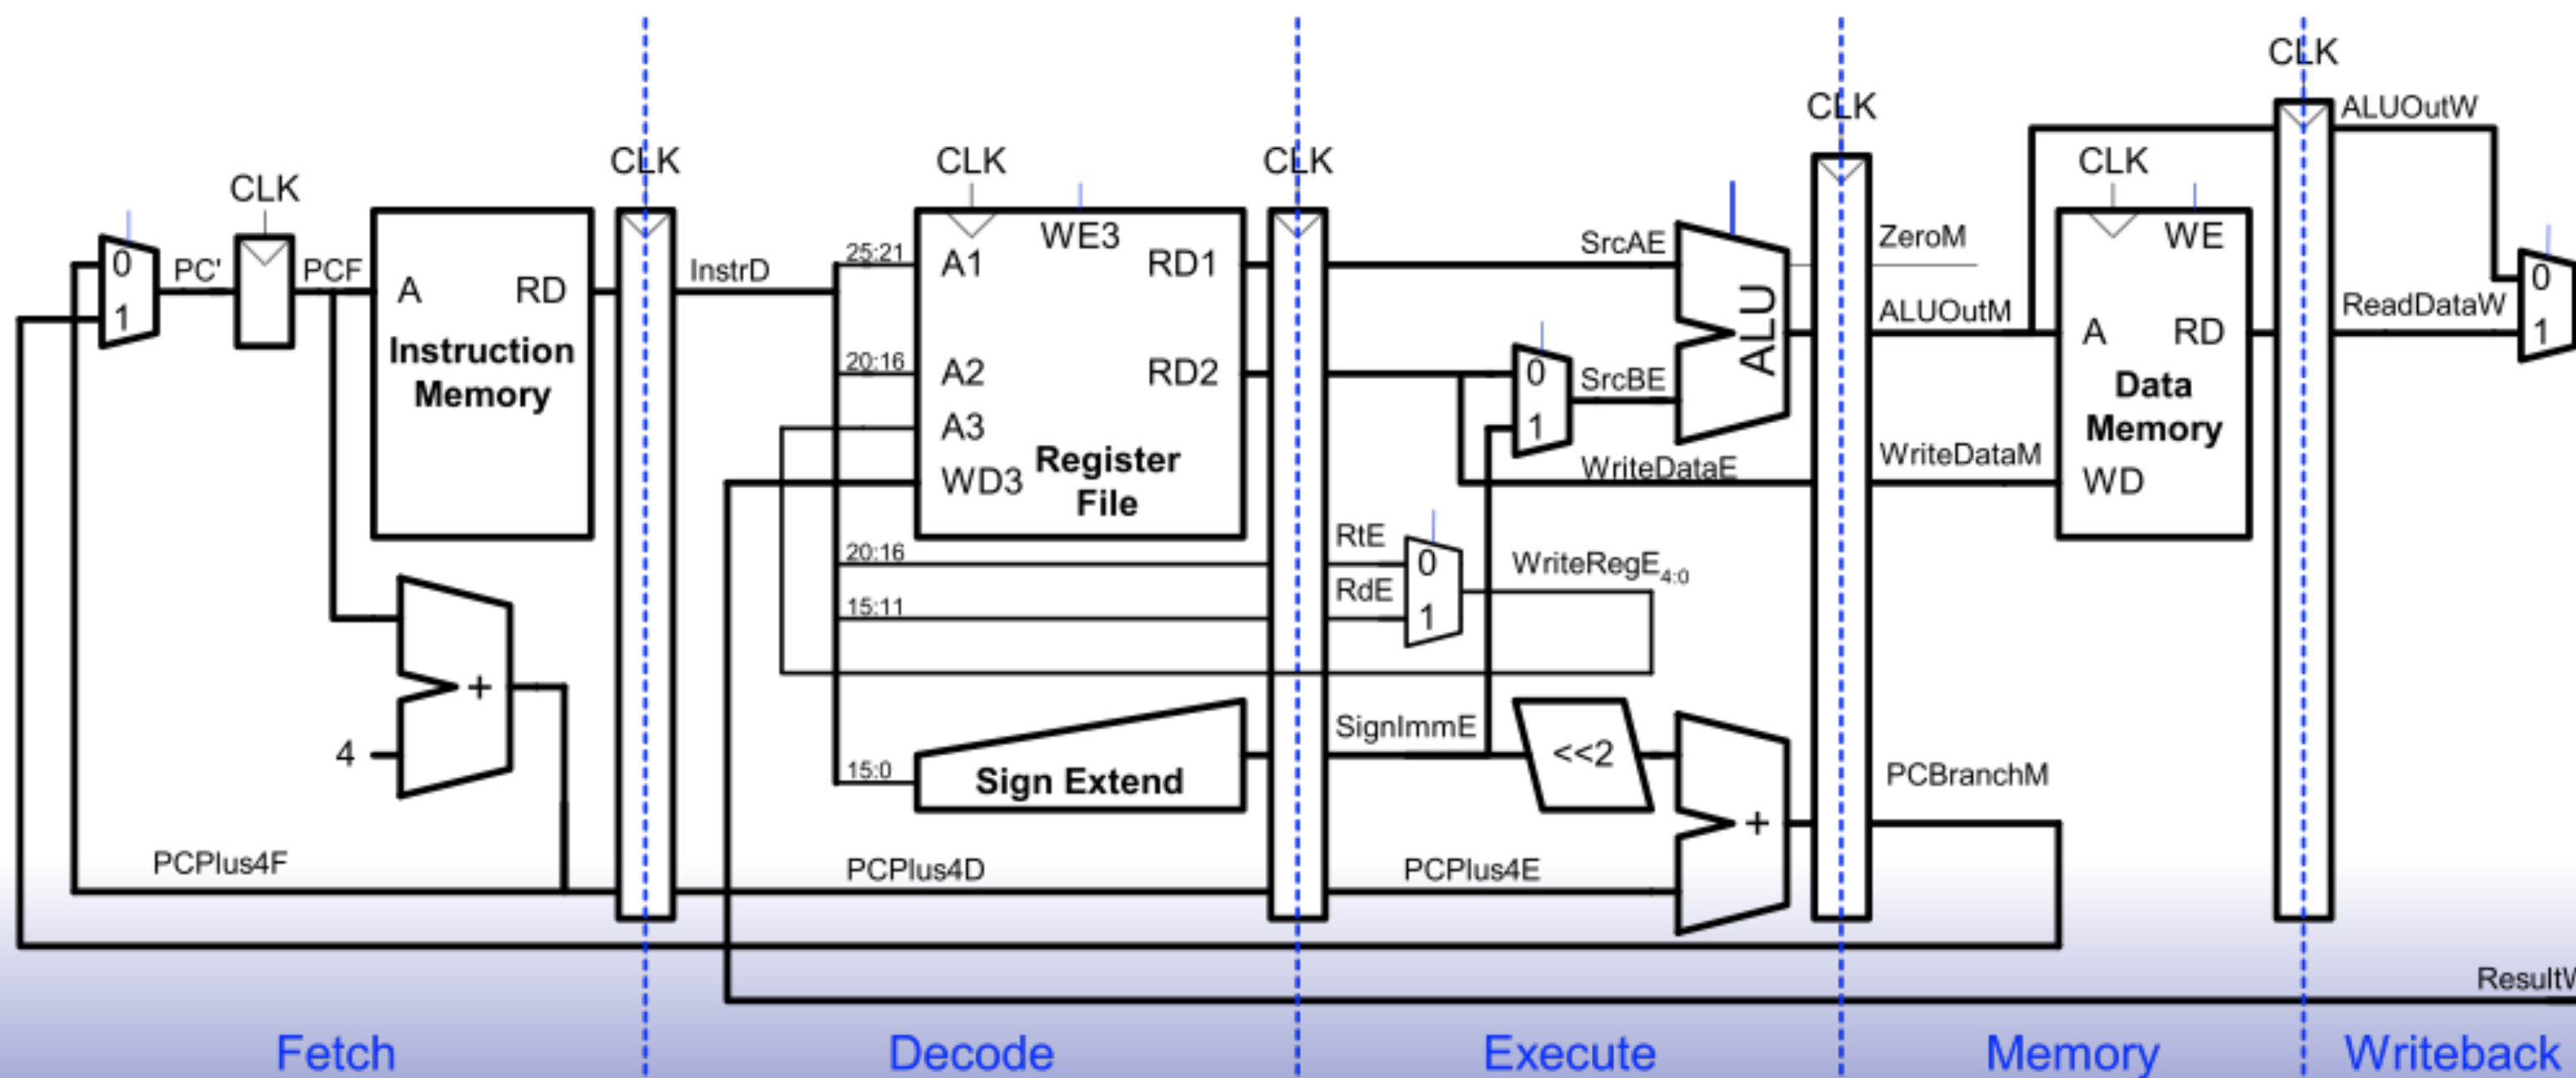 CLK
ALUOutW
CLK
CLK
CLK
CLK
CLK
CLK
0
1
PC'
PCF
A
RD
Instruction
Memory
InstrD
25:21
20:16
A1
WE3
RD1
A2
RD2
A3
WD3
Register
File
SrcAE
0
1
SrcBE
ALU
ZeroM
ALUOutM
WE
A
RD
Data
Memory
WD
ReadDataW
0
1
WriteDataE
WriteDataM
20:16
15:11
RtE
RdE
0
1
WriteRegE4:0
+
4
15:0
Sign Extend
SignImmE
<<2
+
PCBranchM
PCPlus4F
PCPlus4D
PCPlus4E
ResultW
Fetch
Decode
Execute
Memory
Writeback